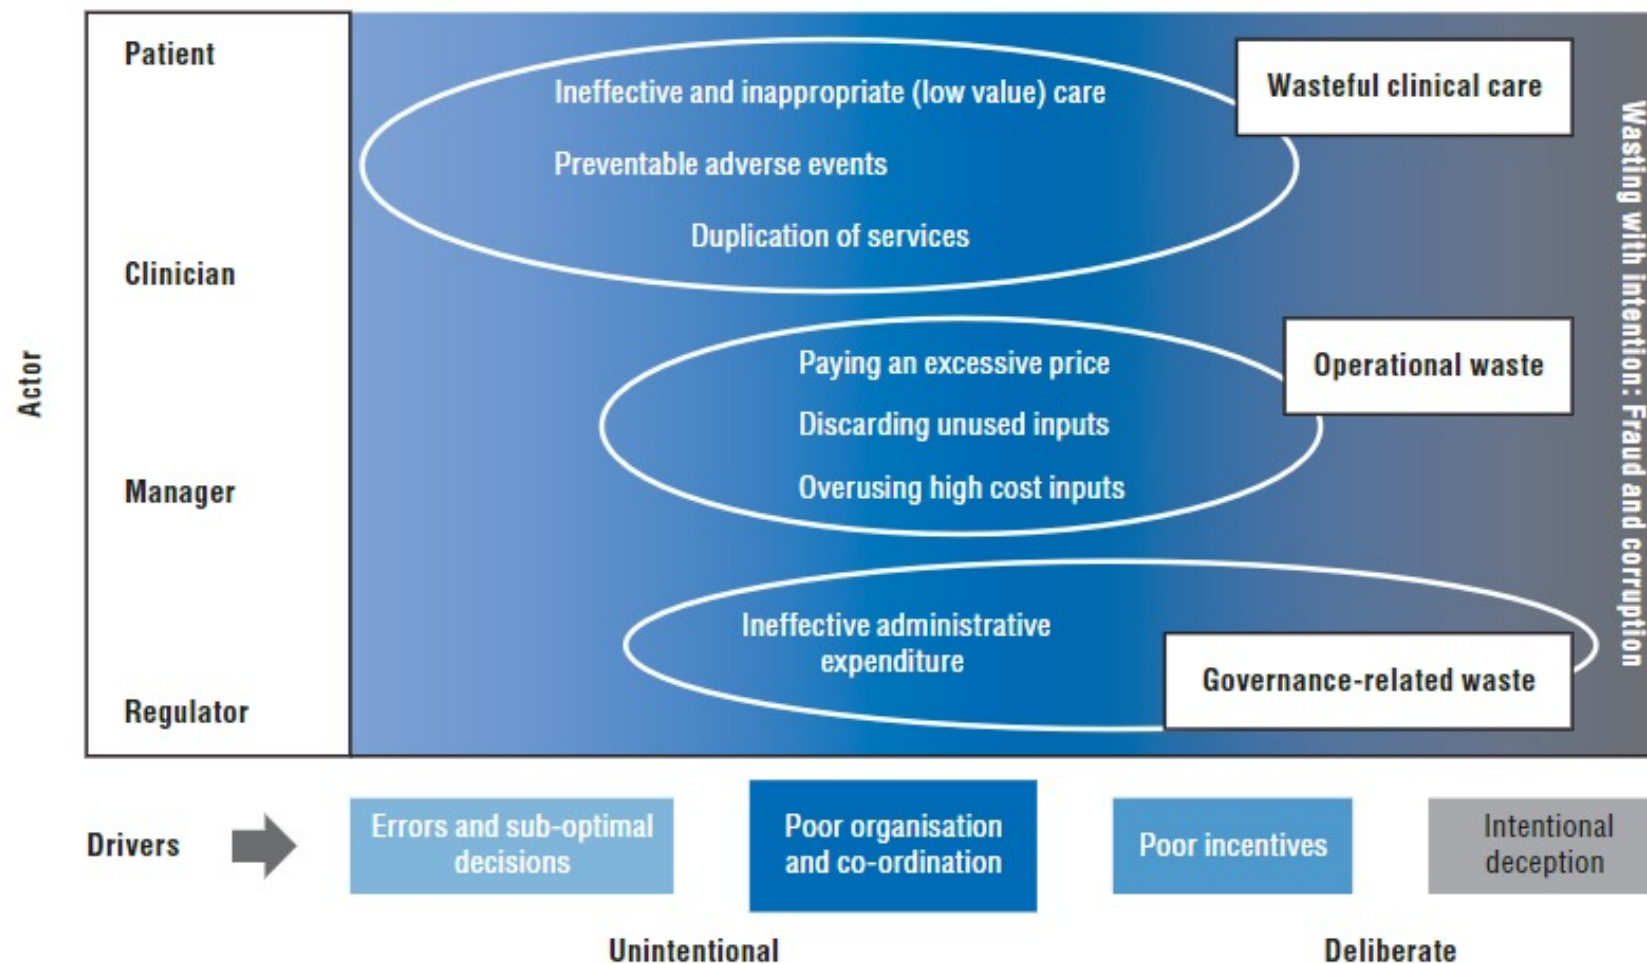 Patient
Ineffective and inappropriate (low value) care
Wasteful clinical care
Preventable adverse events
Duplication of services
Clinician
Actor
Paying an excessive price
Operational waste
Discarding unused inputs
Manager
Overusing high cost inputs
Ineffective administrative
expenditure
Governance-related waste
Regulator
Wasting with intention: Fraud and corruption
Drivers
Errors and sub-optimal
decisions
Poor organisation
and co-ordination
Poor incentives
Intentional
deception
Unintentional
Deliberate